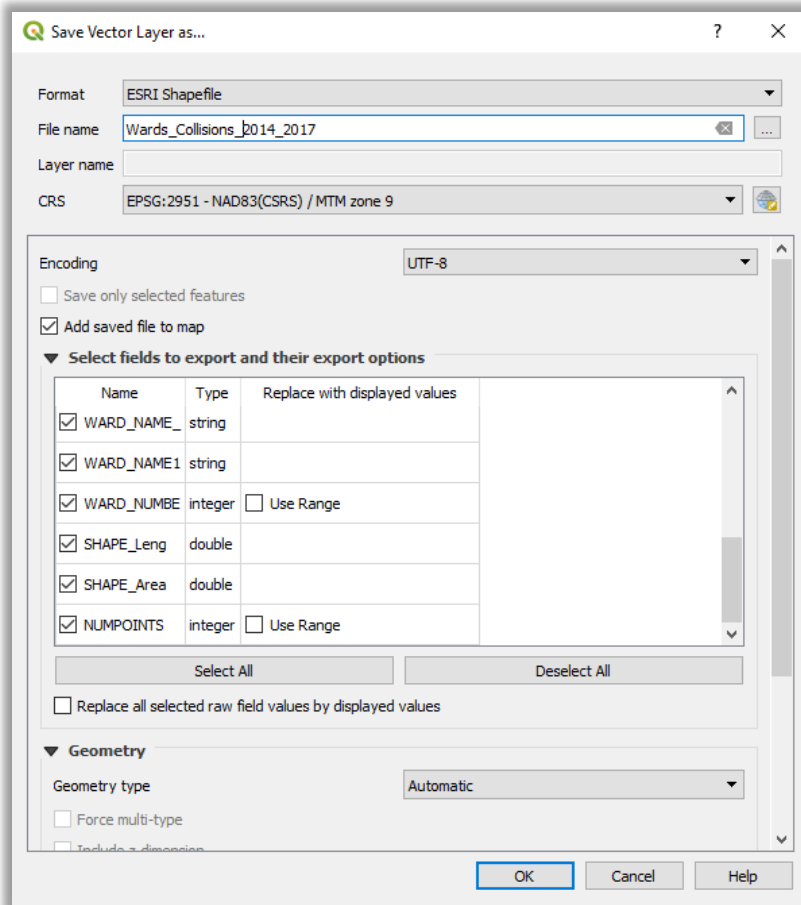 Save Vector Layer as... ?
Format ESRI Shapefile
File name Wards_Collisions_2014_2017 ...
Layer name
CRS EPSG:2951 - NAD83(CSRS) / MTM zone 9
Encoding UTF-8
Save only selected features
Add saved file to map
Select fields to export and their export options
Name Type Replace with displayed values
WARD_NAME_ string
WARD_NAME1 string
WARD_NUMBE integer Use Range
SHAPE_Leng double
SHAPE_Area double
NUMPOINTS integer Use Range
Select All Deselect All
Replace all selected raw field values by displayed values
Geometry
Geometry type Automatic
Force multi-type
Include z-dimension
OK Cancel Help